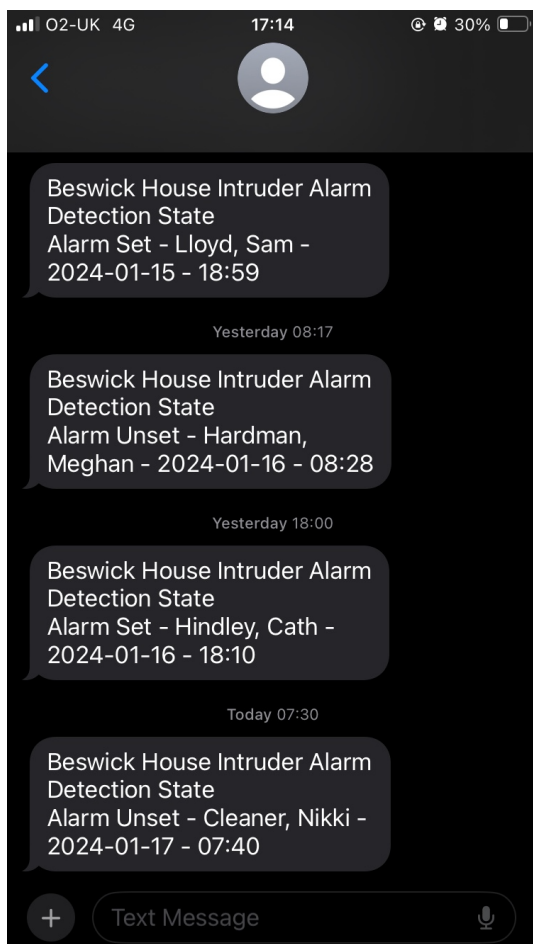 O2-UK 4G 17:14 30%
Beswick House Intruder Alarm
Detection State
Alarm Set - Lloyd, Sam -
2024-01-15 - 18:59
Yesterday 08:17
Beswick House Intruder Alarm
Detection State
Alarm Unset - Hardman,
Meghan - 2024-01-16 - 08:28
Yesterday 18:00
Beswick House Intruder Alarm
Detection State
Alarm Set - Hindley, Cath -
2024-01-16 - 18:10
Today 07:30
Beswick House Intruder Alarm
Detection State
Alarm Unset - Cleaner, Nikki -
2024-01-17 - 07:40
Text Message